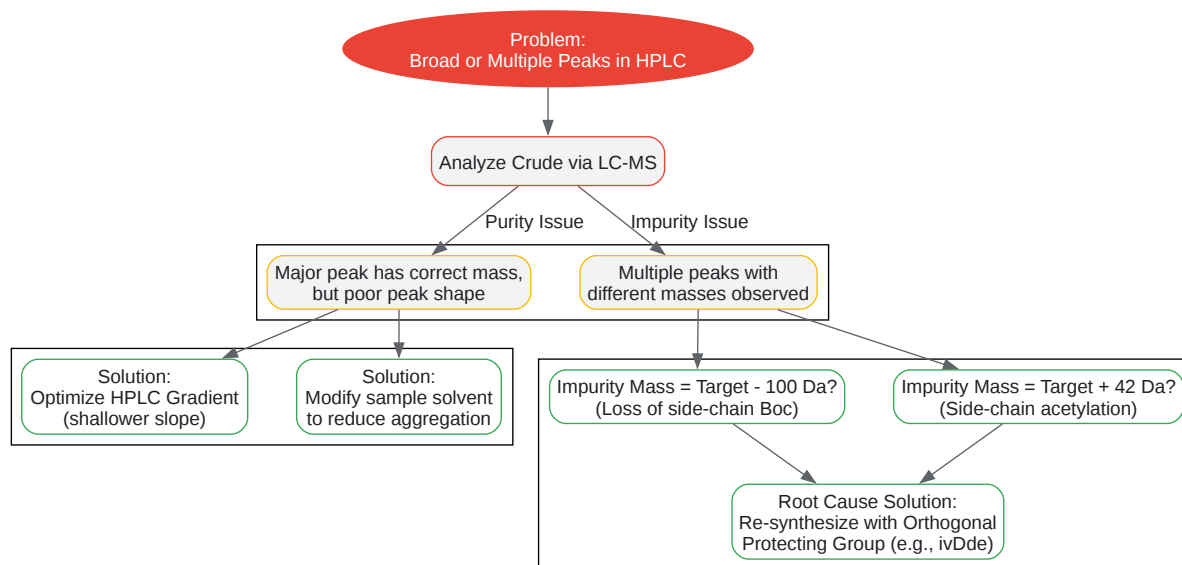 Problem:
Broad or Multiple Peaks in HPLC
Analyze Crude via LC-MS
Purity Issue
Impurity Issue
Major peak has correct mass,
but poor peak shape
Multiple peaks with
different masses observed
Solution:
Optimize HPLC Gradient
(shallower slope)
Solution:
Modify sample solvent
to reduce aggregation
Impurity Mass = Target - 100 Da?
(Loss of side-chain Boc)
Impurity Mass = Target + 42 Da?
(Side-chain acetylation)
Root Cause Solution:
Re-synthesize with Orthogonal
Protecting Group (e.g., ivDde)